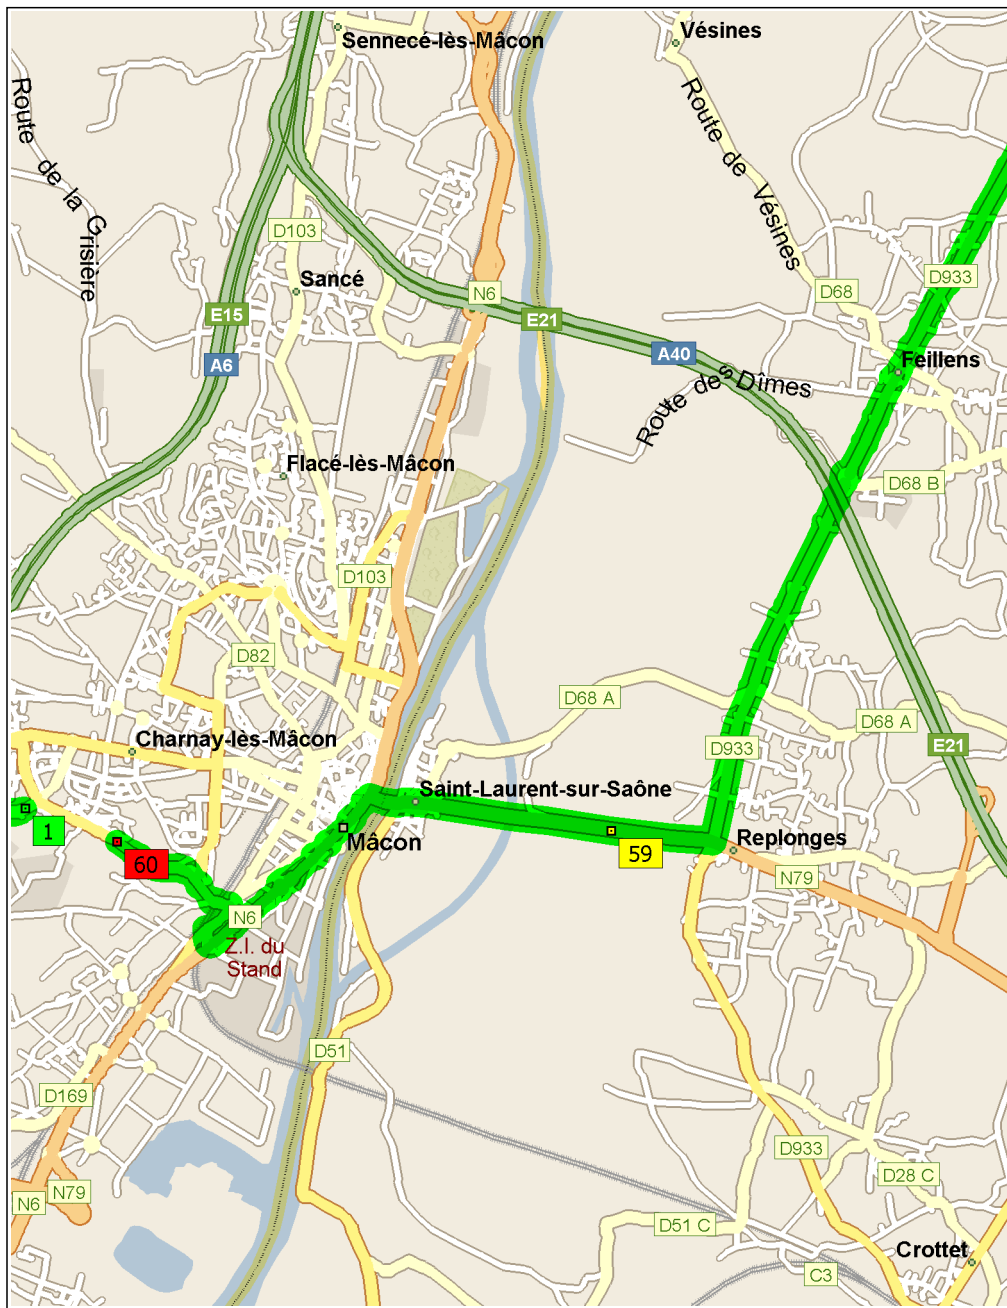 Sennecé-lès-Mâcon
Vésines
Route de la Grisière
Route de Vésines
D103
Sancé
D933
D68
N6
E15
E21
A40
A6
Feillens
Route des Dîmes
Flacé-lès-Mâcon
D68 B
D103
D82
D68 A
D68 A
Charnay-lès-Mâcon
D933
E21
Saint-Laurent-sur-Saône
1
Mâcon
Replonges
60
59
N79
N6
Z.I. du
Stand
D51
D169
D933
D28 C
N79
N6
D51 C
Crottet
C3